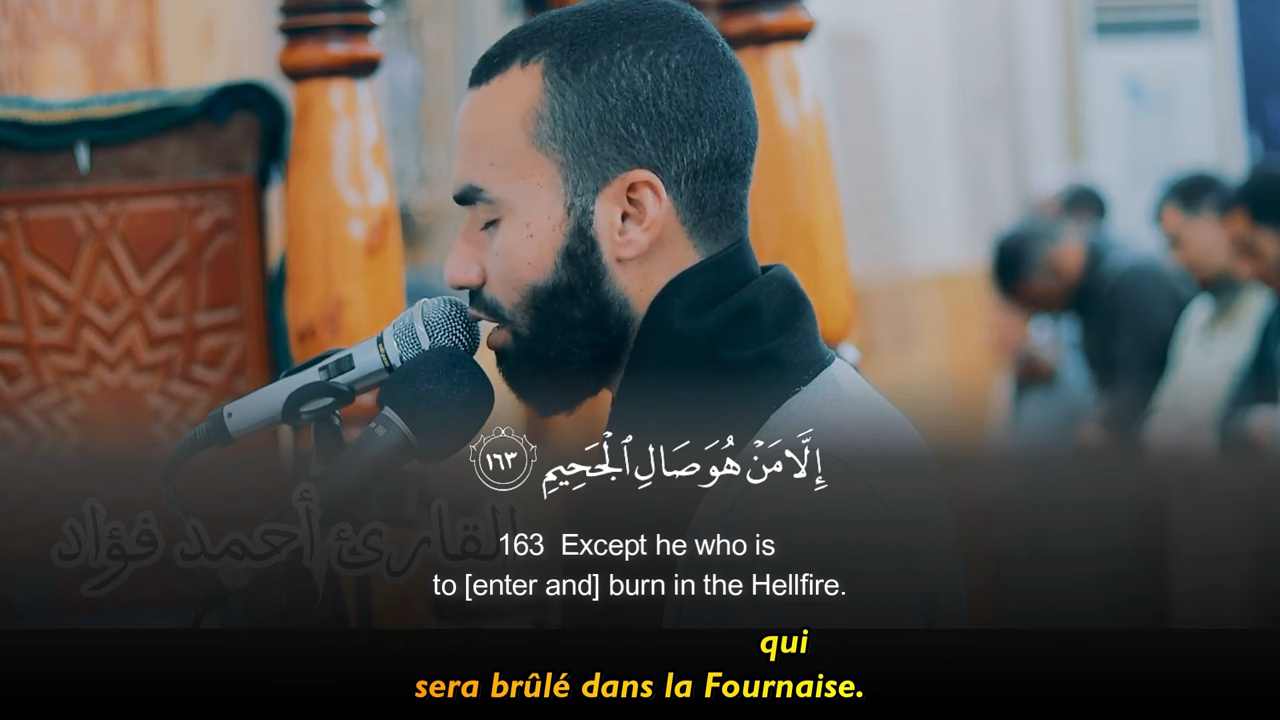 إِلَّا مَنْ هُوَ صَالِ ٱلْجَحِيمِ ١٦٣
القارئ أحمد فؤاد
163 Except he who is
to [enter and] burn in the Hellfire.
qui
sera brûlé dans la Fournaise.